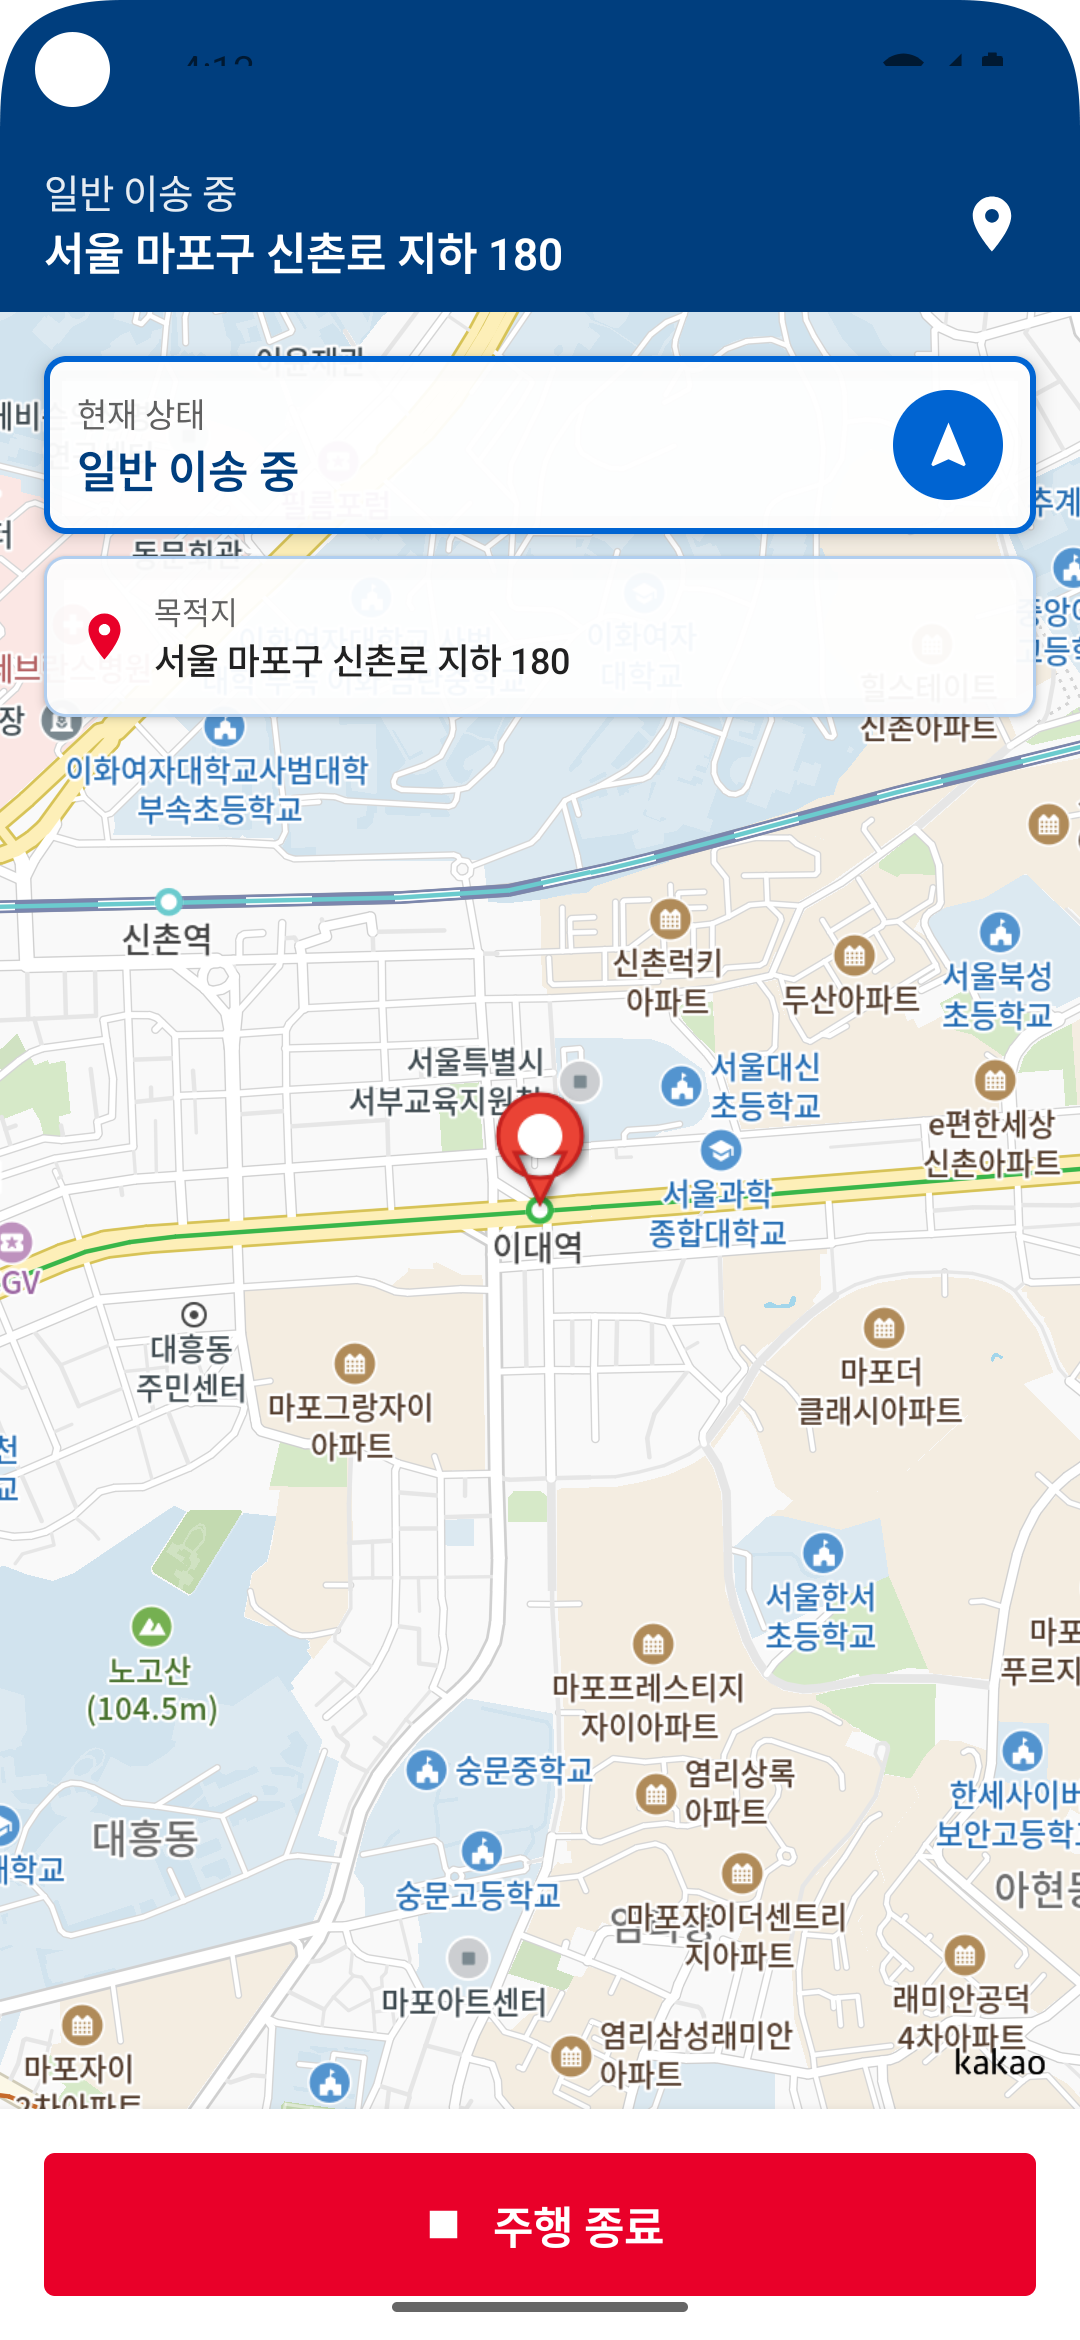 일반 이송 중
서울 마포구 신촌로 지하 180
현재 상태
일반 이송 중
목적지
서울 마포구 신촌로 지하 180
동문회관
추계
신촌아파트
이화여자대학교사범대학
부속초등학교
신촌역
신촌럭키
아파트
두산아파트
서울북성
초등학교
서울특별시
서부교육지원청
서울대신
초등학교
e편한세상
신촌아파트
서울과학
종합대학교
이대역
GV
대흥동
주민센터
마포그랑자이
아파트
마포더
클래시아파트
서울한서
초등학교
노고산
(104.5m)
마포프레스티지
자이아파트
마포
푸르지
숭문중학교
염리상록
아파트
한세사이버
보안고등학교
대흥동
숭문고등학교
아현동
마포자이더센트리
지아파트
마포아트센터
래미안공덕
4차아파트
염리삼성래미안
아파트
마포자이
2차아파트
kakao
주행 종료